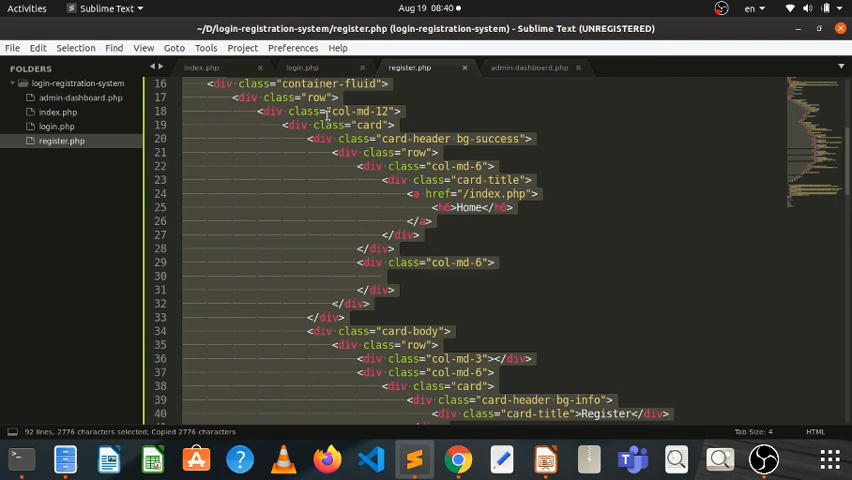 Activities Sublime Text Aug 19 08:40 en
~/D/login-registration-system/register.php (login-registration-system) - Sublime Text (UNREGISTERED)
File Edit Selection Find View Goto Tools Project Preferences Help
FOLDERS
login-registration-system
admin-dashboard.php
index.php
login.php
register.php
index.php login.php register.php admin-dashboard.php
16 <div class="container-fluid">
17 <div class="row">
18 <div class="col-md-12">
19 <div class="card">
20 <div class="card-header bg-success">
21 <div class="row">
22 <div class="col-md-6">
23 <div class="card-title">
24 <a href="/index.php">
25 <h6>Home</h6>
26 </a>
27 </div>
28 </div>
29 <div class="col-md-6">
30
31 </div>
32 </div>
33 </div>
34 <div class="card-body">
35 <div class="row">
36 <div class="col-md-3"></div>
37 <div class="col-md-6">
38 <div class="card">
39 <div class="card-header bg-info">
40 <div class="card-title">Register</div>
92 lines, 2776 characters selected; Copied 2776 characters Tab Size: 4 HTML